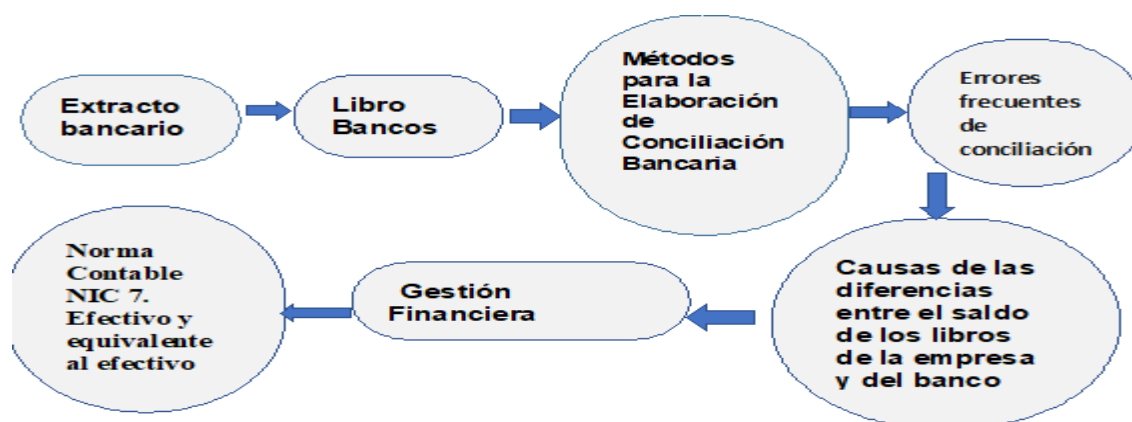 Extracto
bancario
Libro
Bancos
Métodos
para la
Elaboración
de
Conciliación
Bancaria
Errores
frecuentes
de
conciliación
Causas de las
diferencias
entre el saldo
de los libros
de la empresa
y del banco
Gestión
Financiera
Norma
Contable
NIC 7.
Efectivo y
equivalente
al efectivo